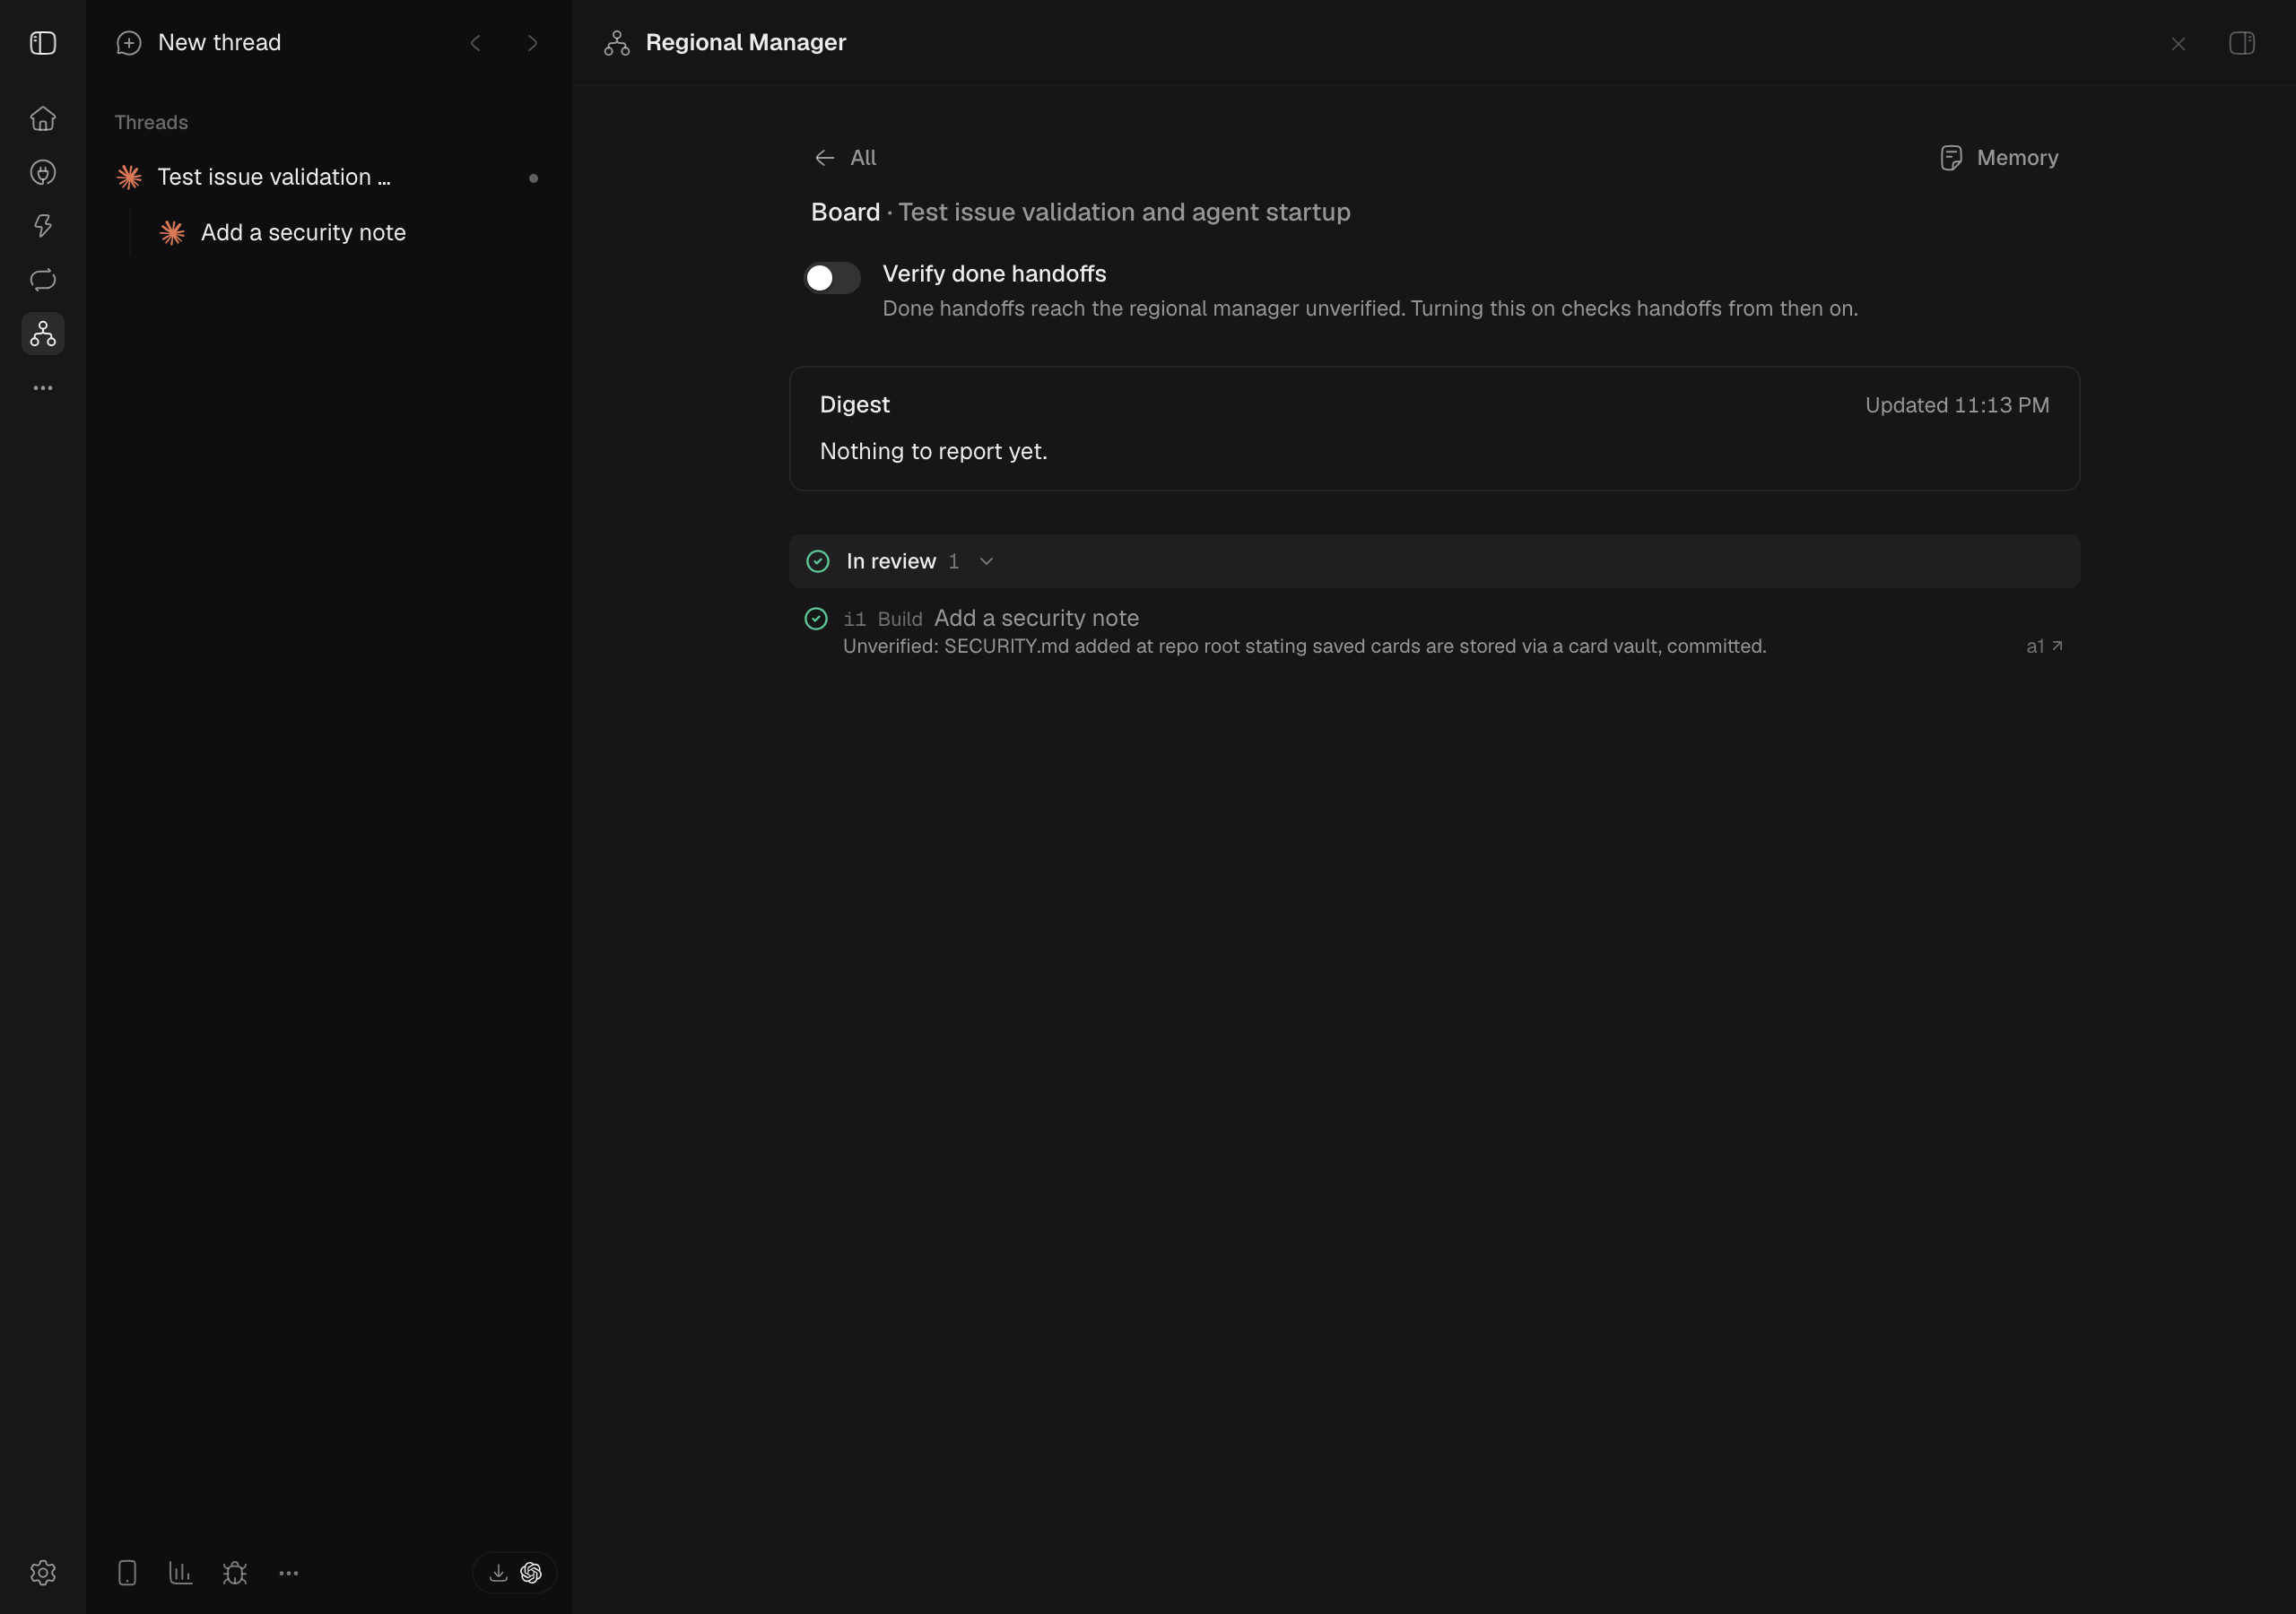 New thread
Threads
Test issue validation ...
Add a security note
Regional Manager
All
Memory
Board · Test issue validation and agent startup
Verify done handoffs
Done handoffs reach the regional manager unverified. Turning this on checks handoffs from then on.
Digest
Updated 11:13 PM
Nothing to report yet.
In review 1
i1 Build Add a security note
Unverified: SECURITY.md added at repo root stating saved cards are stored via a card vault, committed.
a1